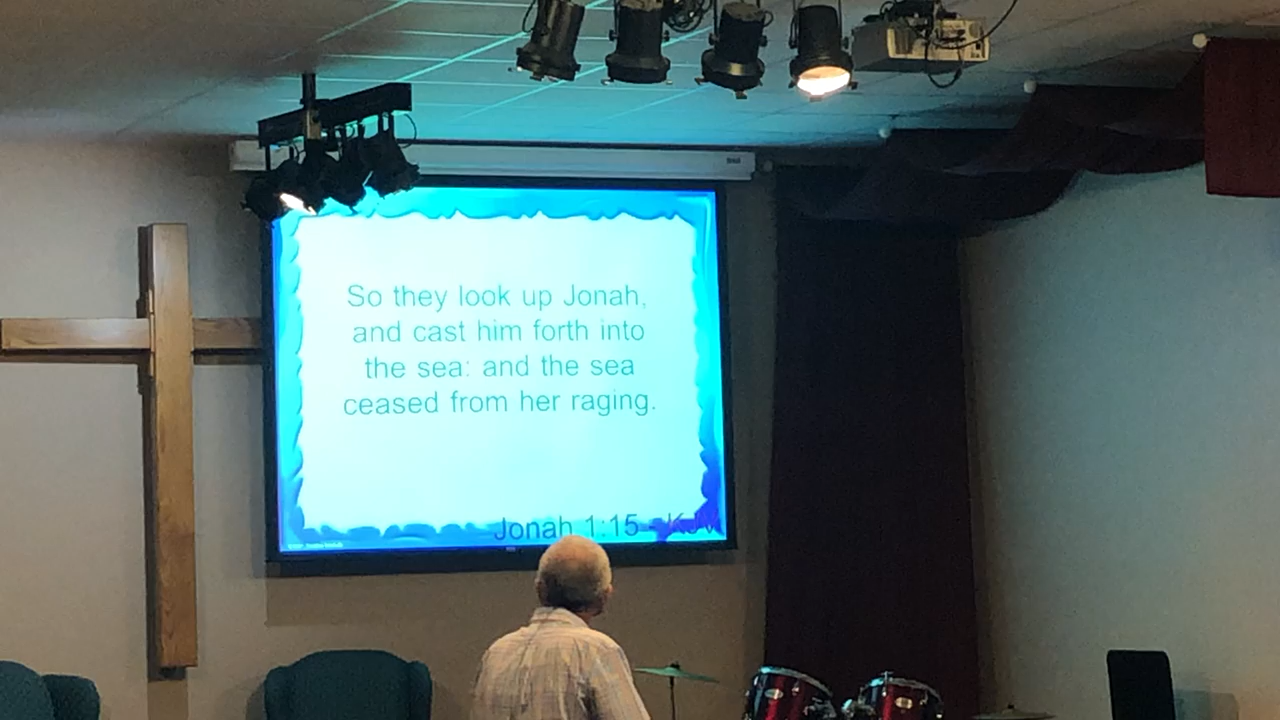 So they look up Jonah,
and cast him forth into
the sea: and the sea
ceased from her raging.
Jonah 1:15 - KJV